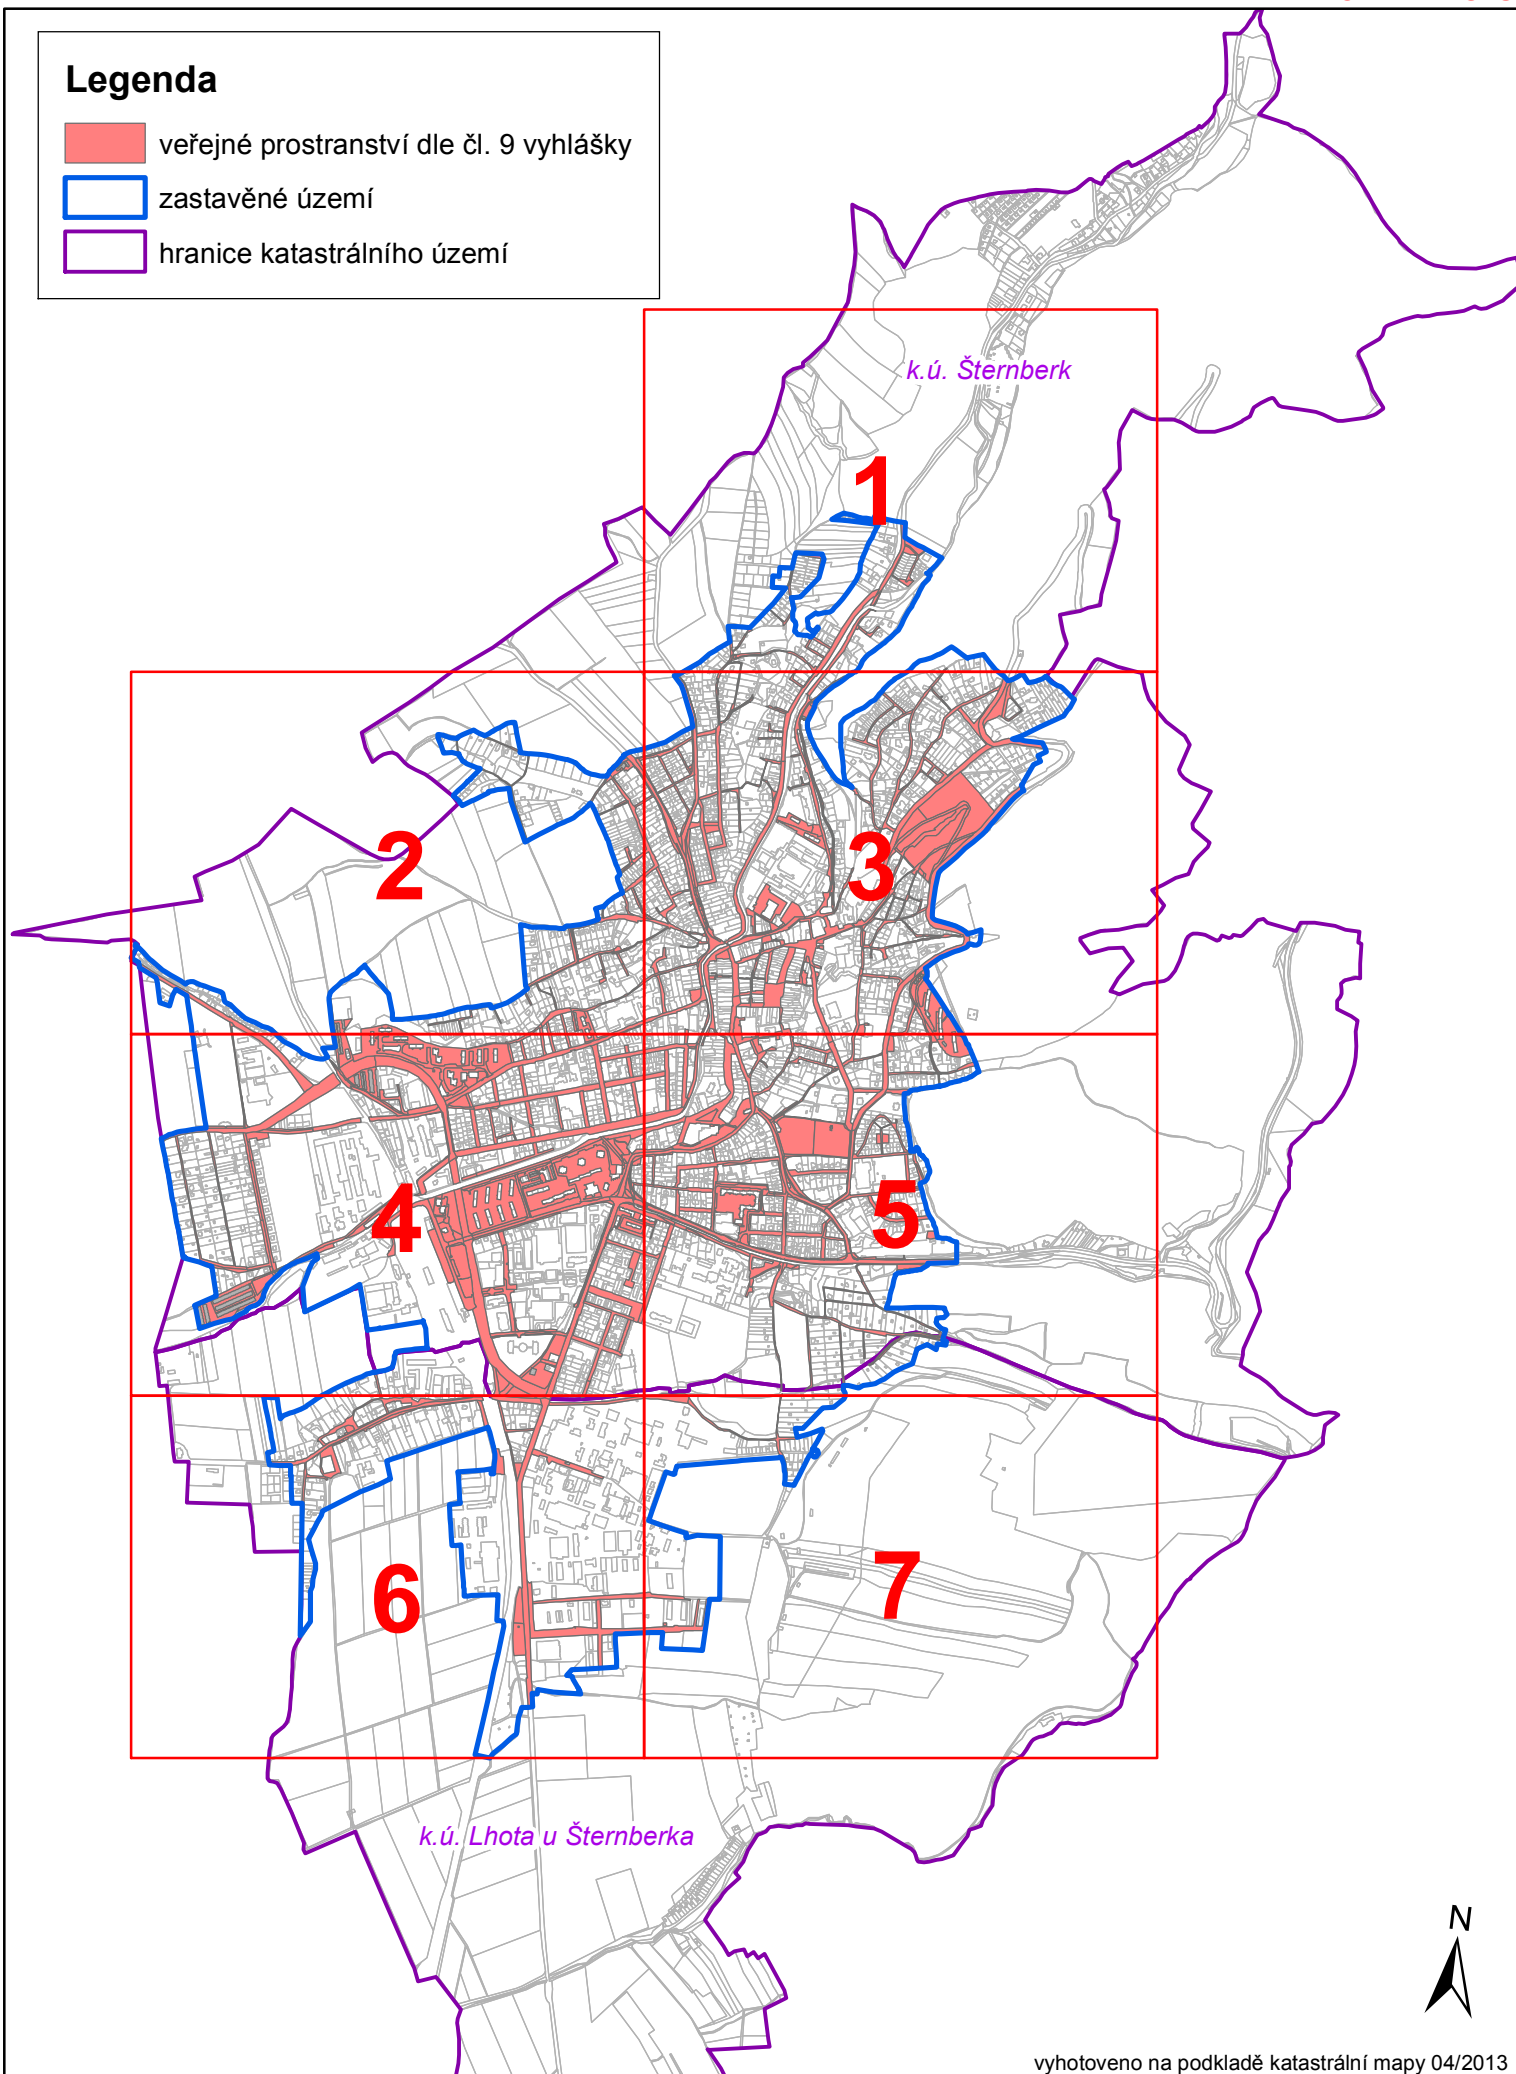 Legenda
veřejné prostranství dle čl. 9 vyhlášky
zastavěné území
hranice katastrálního území
k.ú. Šternberk
1
2
3
4
5
6
7
k.ú. Lhota u Šternberka
N
vyhotoveno na podkladě katastrální mapy 04/2013